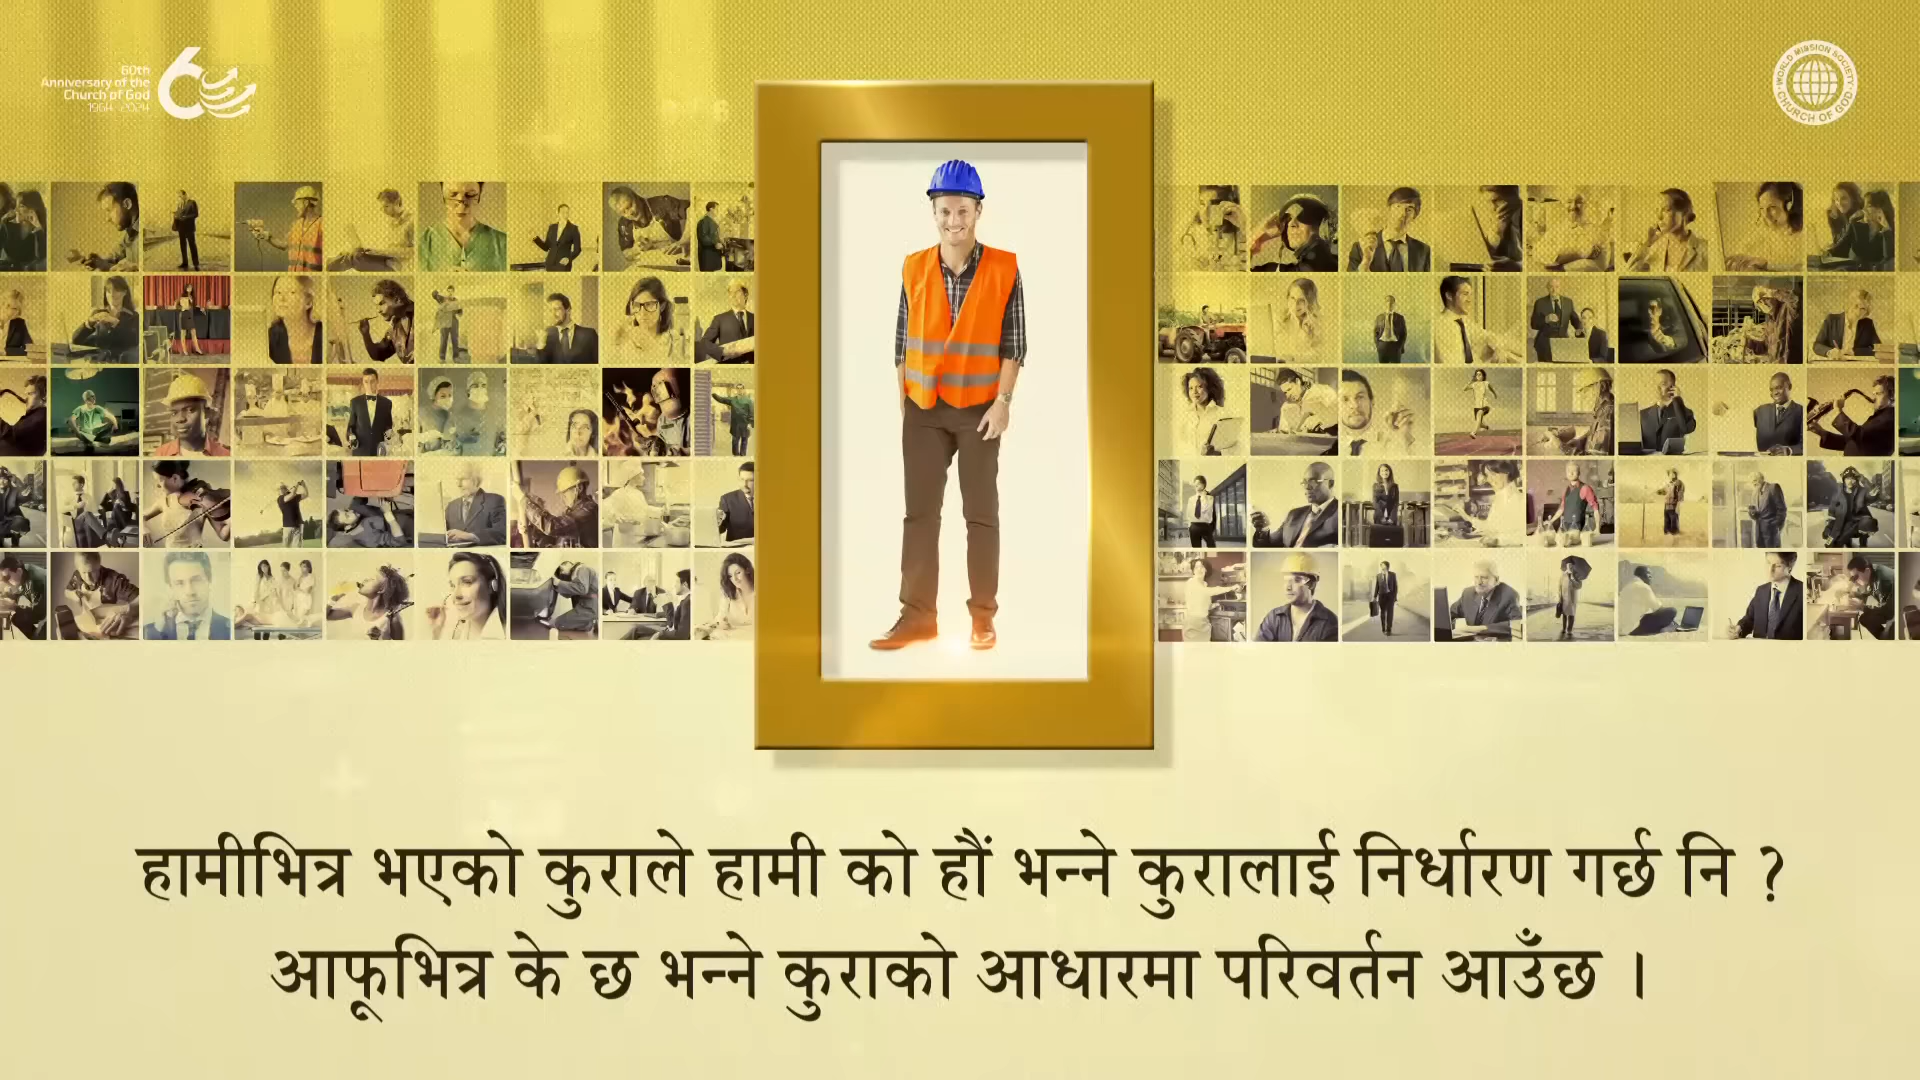 60th
Anniversary of the
Church of God
1964-2024
WORLD MISSION SOCIETY
CHURCH OF GOD
हामीभित्र भएको कुराले हामी को हौं भन्ने कुरालाई निर्धारण गर्छ नि ?
आफूभित्र के छ भन्ने कुराको आधारमा परिवर्तन आउँछ ।